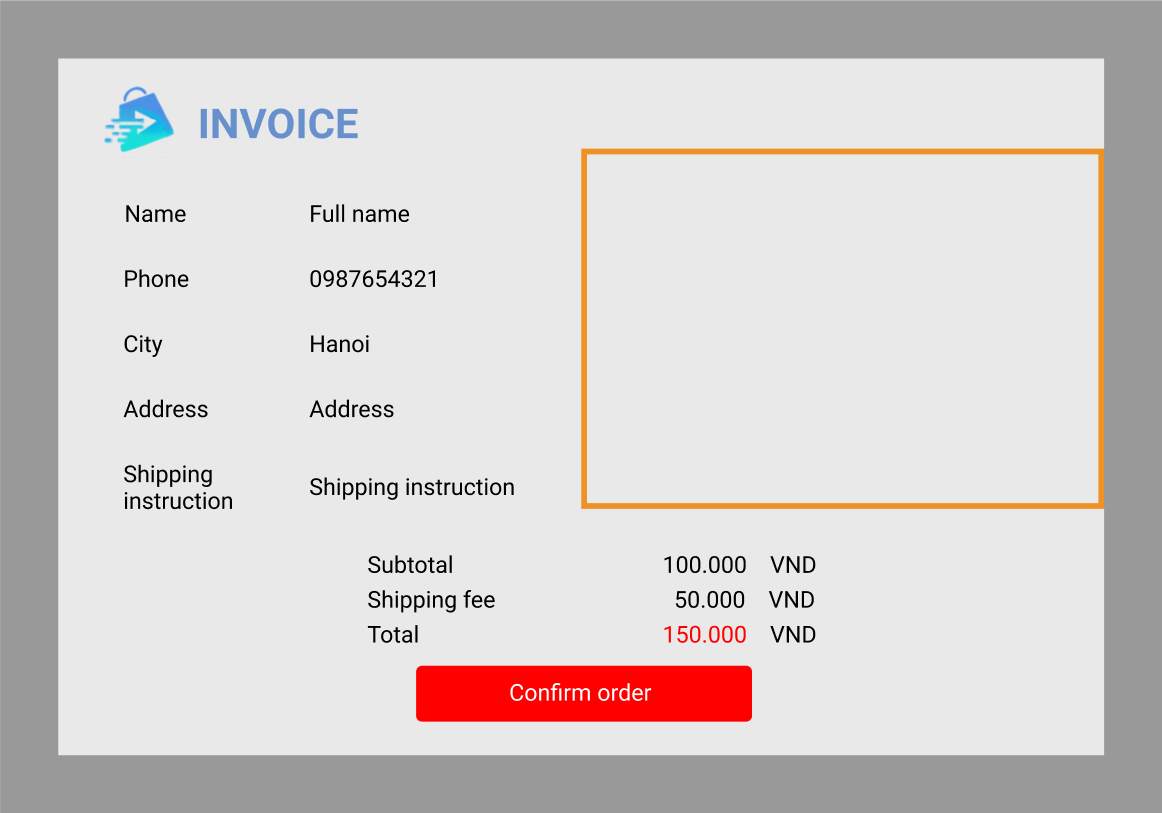 INVOICE
Name Full name
Phone 0987654321
City Hanoi
Address Address
Shipping
instruction
Shipping instruction
Subtotal 100.000 VND
Shipping fee 50.000 VND
Total 150.000 VND
Confirm order